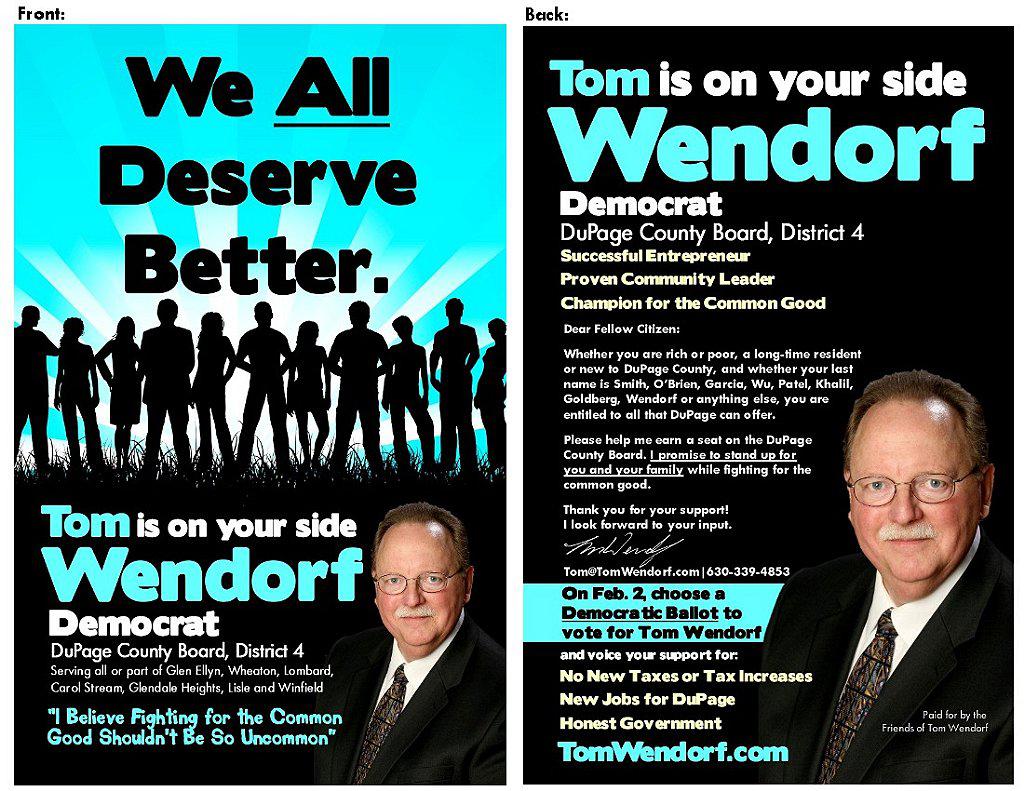 Front:
We All
Deserve
Better.
Tom is on your side
Wendorf
Democrat
DuPage County Board, District 4
Serving all or part of Glen Ellyn, Wheaton, Lombard,
Carol Stream, Glendale Heights, Lisle and Winfield
"I Believe Fighting for the Common
Good Shouldn't Be So Uncommon"
Back:
Tom is on your side
Wendorf
Democrat
DuPage County Board, District 4
Successful Entrepreneur
Proven Community Leader
Champion for the Common Good
Dear Fellow Citizen:
Whether you are rich or poor, a long-time resident
or new to DuPage County, and whether your last
name is Smith, O'Brien, Garcia, Wu, Patel, Khalil,
Goldberg, Wendorf or anything else, you are
entitled to all that DuPage can offer.
Please help me earn a seat on the DuPage
County Board. I promise to stand up for
you and your family while fighting for the
common good.
Thank you for your support!
I look forward to your input.
Tom@TomWendorf.com|630-339-4853
On Feb. 2, choose a
Democratic Ballot to
vote for Tom Wendorf
and voice your support for:
No New Taxes or Tax Increases
New Jobs for DuPage
Honest Government
TomWendorf.com
Paid for by the
Friends of Tom Wendorf